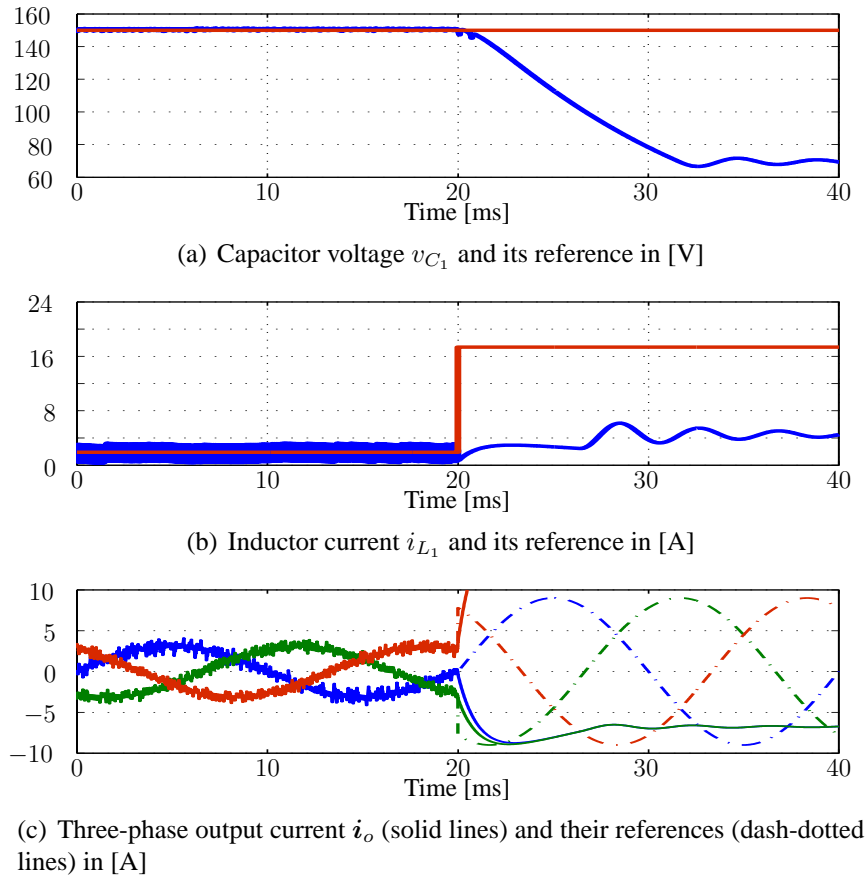 160
140
120
100
80
60
0 10 20 30 40
Time [ms]
(a) Capacitor voltage v_{C_1} and its reference in [V]
24
16
8
0
0 10 20 30 40
Time [ms]
(b) Inductor current i_{L_1} and its reference in [A]
10
5
0
−5
−10
0 10 20 30 40
Time [ms]
(c) Three-phase output current i_o (solid lines) and their references (dash-dotted
lines) in [A]